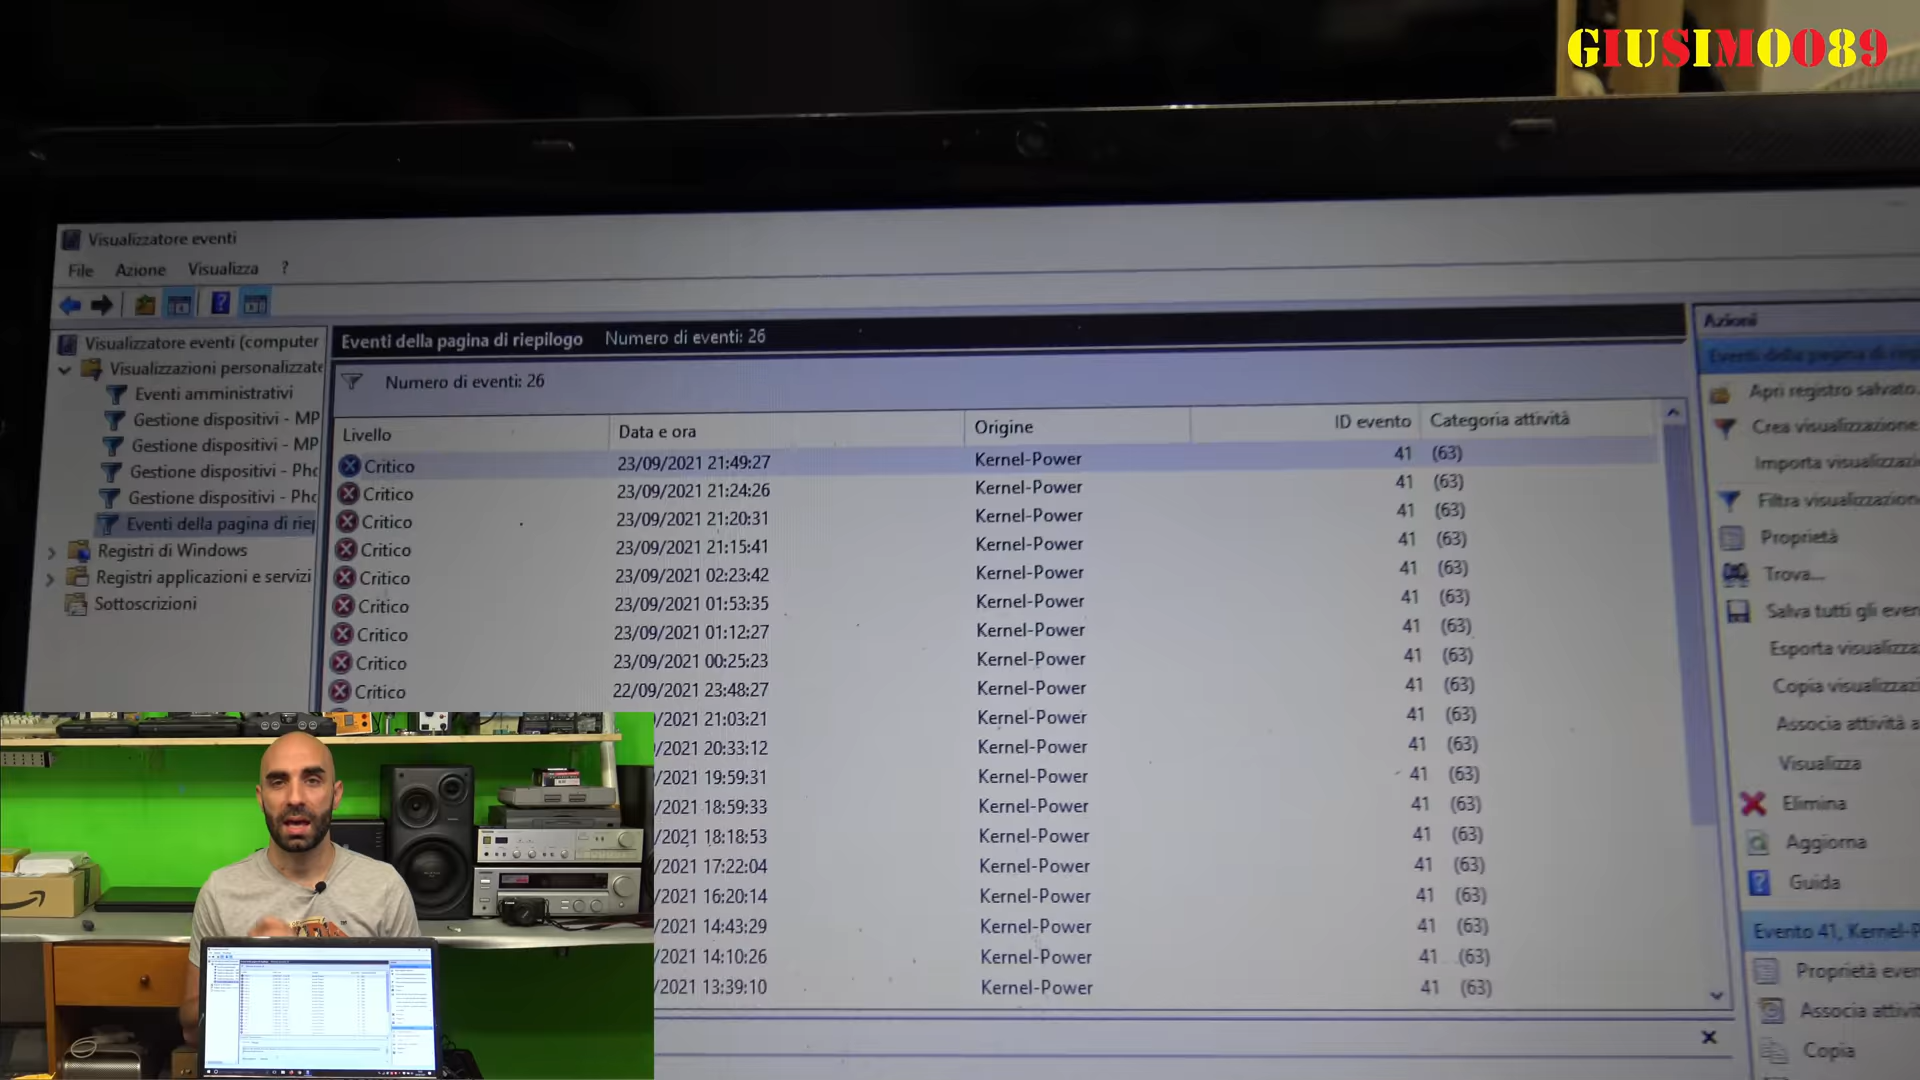 GIUSIMO089
Visualizzatore eventi
File Azione Visualizza ?
Visualizzatore eventi (computer
Visualizzazioni personalizzate
Eventi amministrativi
Gestione dispositivi - MP
Gestione dispositivi - MP
Gestione dispositivi - Pho
Gestione dispositivi - Pho
Eventi della pagina di riep
Registri di Windows
Registri applicazioni e servizi
Sottoscrizioni
Eventi della pagina di riepilogo Numero di eventi: 26
Numero di eventi: 26
Livello Data e ora Origine ID evento Categoria attività
Critico 23/09/2021 21:49:27 Kernel-Power 41 (63)
Critico 23/09/2021 21:24:26 Kernel-Power 41 (63)
Critico 23/09/2021 21:20:31 Kernel-Power 41 (63)
Critico 23/09/2021 21:15:41 Kernel-Power 41 (63)
Critico 23/09/2021 02:23:42 Kernel-Power 41 (63)
Critico 23/09/2021 01:53:35 Kernel-Power 41 (63)
Critico 23/09/2021 01:12:27 Kernel-Power 41 (63)
Critico 23/09/2021 00:25:23 Kernel-Power 41 (63)
Critico 22/09/2021 23:48:27 Kernel-Power 41 (63)
/2021 21:03:21 Kernel-Power 41 (63)
/2021 20:33:12 Kernel-Power 41 (63)
/2021 19:59:31 Kernel-Power 41 (63)
/2021 18:59:33 Kernel-Power 41 (63)
/2021 18:18:53 Kernel-Power 41 (63)
/2021 17:22:04 Kernel-Power 41 (63)
/2021 16:20:14 Kernel-Power 41 (63)
/2021 14:43:29 Kernel-Power 41 (63)
/2021 14:10:26 Kernel-Power 41 (63)
/2021 13:39:10 Kernel-Power 41 (63)
Azioni
Eventi della pagina di riep
Apri registro salvato...
Crea visualizzazione
Importa visualizzazi
Filtra visualizzazione
Proprietà
Trova...
Salva tutti gli even
Esporta visualizza
Copia visualizzazi
Associa attività a
Visualizza
Elimina
Aggiorna
Guida
Evento 41, Kernel-P
Proprietà even
Associa attivit
Copia